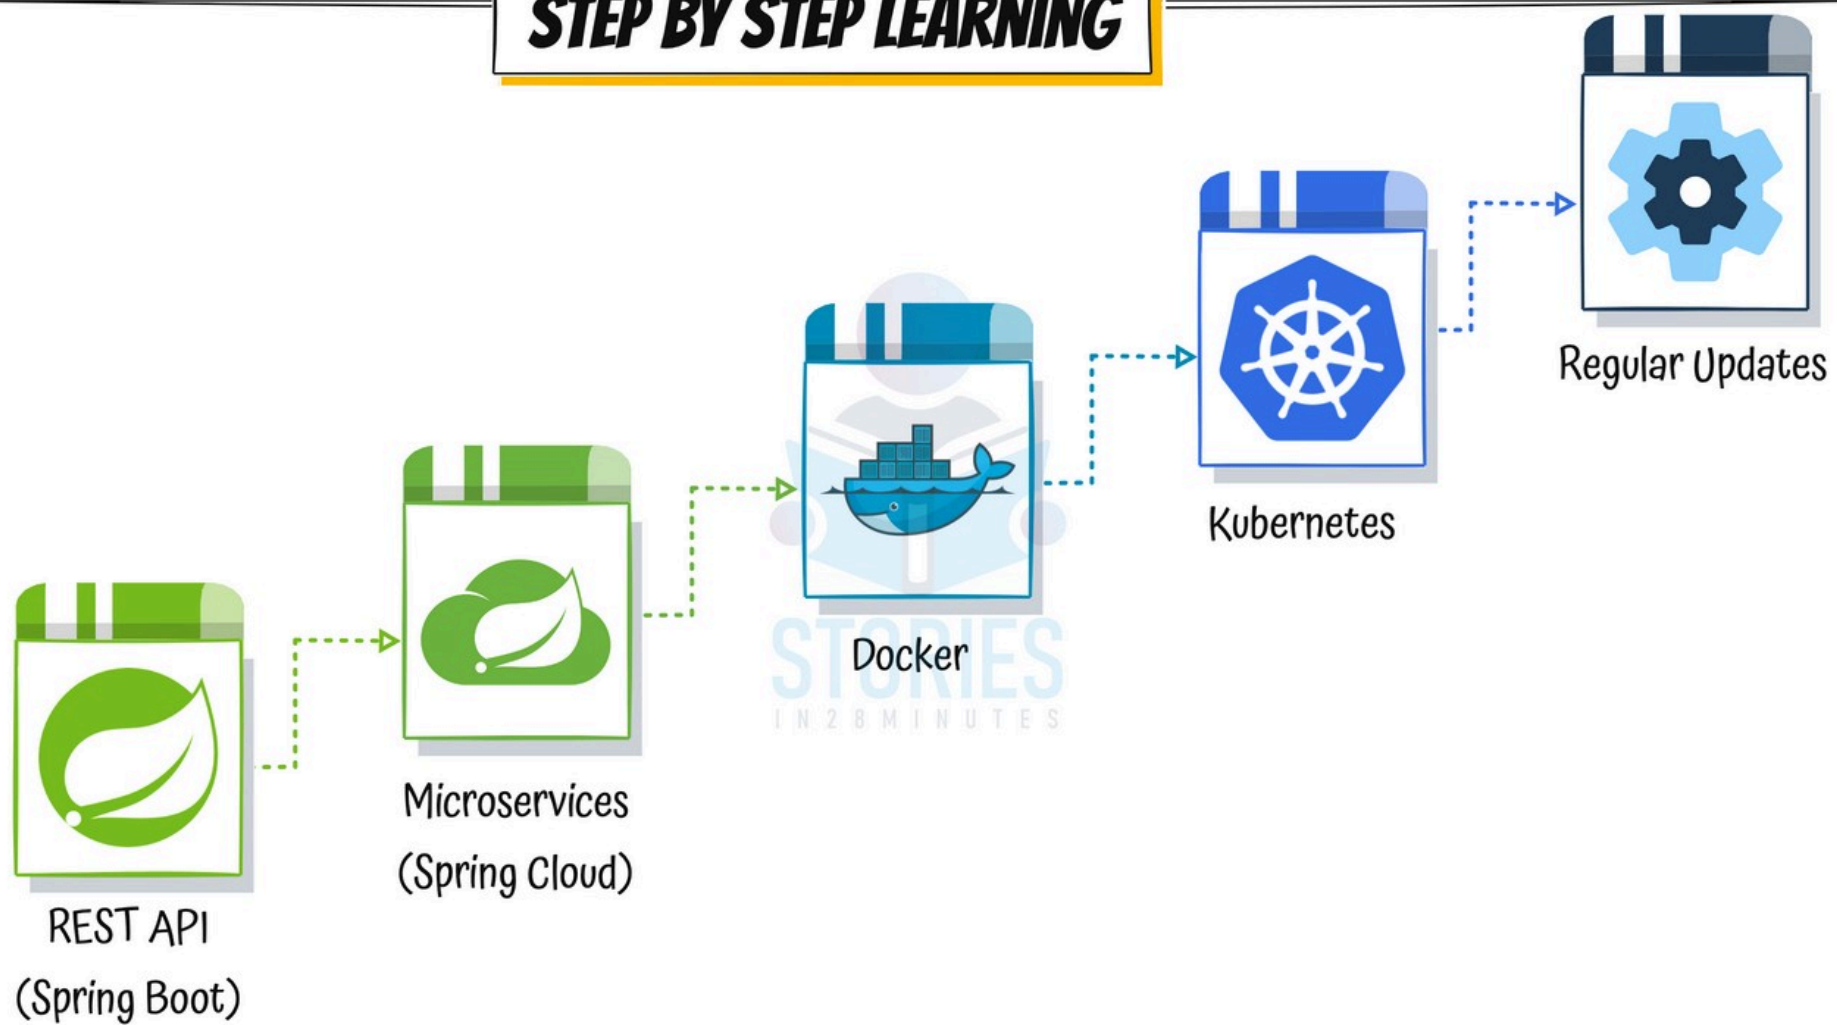 STEP BY STEP LEARNING
REST API
(Spring Boot)
Microservices
(Spring Cloud)
Docker
Kubernetes
Regular Updates
STORIES
IN28MINUTES